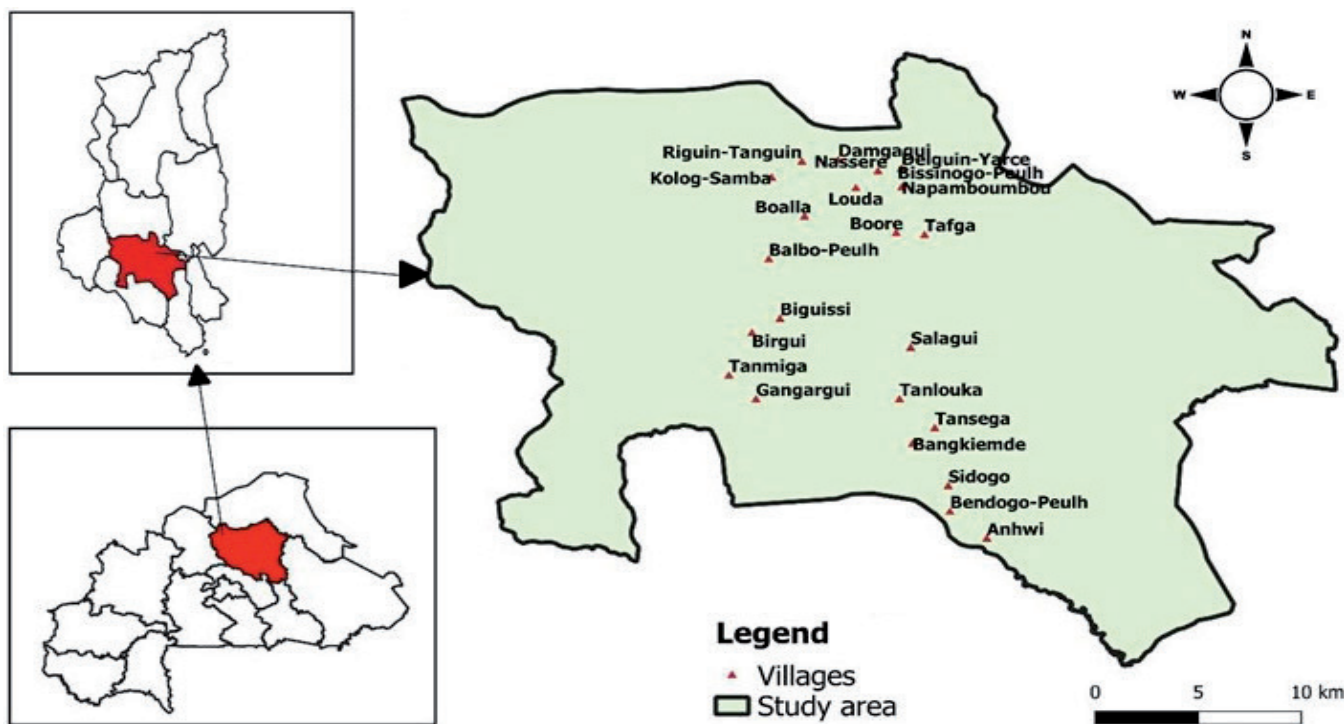 N
W E
S
Riguin-Tanguin
Damgagui
Nassere
Delguin-Yarce
Kolog-Samba
Bissinogo-Peulh
Napamboumbou
Louda
Boalla
Boore
Tafga
Balbo-Peulh
Biguissi
Birgui
Salagui
Tanmiga
Gangargui
Tanlouka
Tansega
Bangkiemde
Sidogo
Bendogo-Peulh
Anhwi
Legend
Villages
Study area
0 5 10 km